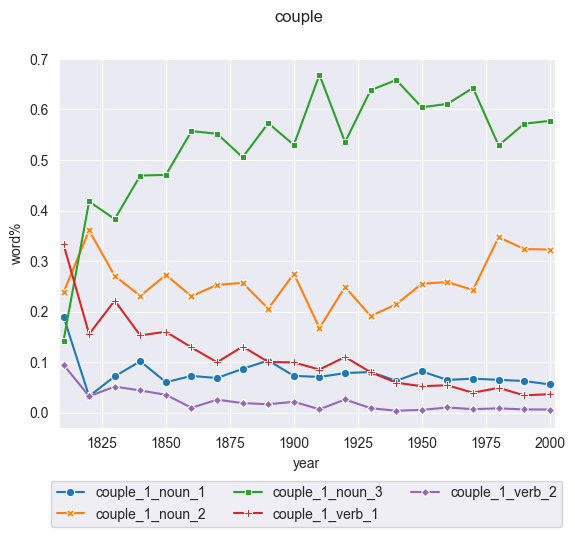 couple
0.7
0.6
0.5
0.4
0.3
0.2
0.1
0.0
word%
1825 1850 1875 1900 1925 1950 1975 2000
year
couple_1_noun_1 couple_1_noun_3 couple_1_verb_2
couple_1_noun_2 couple_1_verb_1